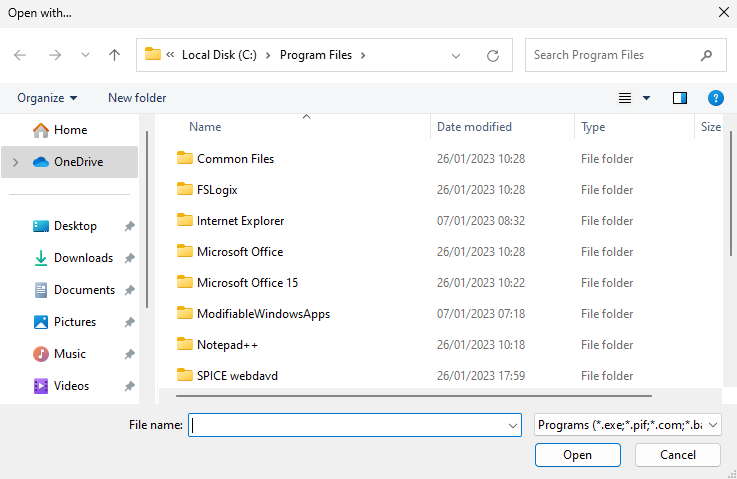 Open with...
« Local Disk (C:) > Program Files >
Search Program Files
Organize New folder
Home
OneDrive
Desktop
Downloads
Documents
Pictures
Music
Videos
Name Date modified Type Size
Common Files 26/01/2023 10:28 File folder
FSLogix 26/01/2023 10:28 File folder
Internet Explorer 07/01/2023 08:32 File folder
Microsoft Office 26/01/2023 10:28 File folder
Microsoft Office 15 26/01/2023 10:22 File folder
ModifiableWindowsApps 07/01/2023 07:18 File folder
Notepad++ 26/01/2023 10:18 File folder
SPICE webdavd 26/01/2023 17:59 File folder
File name: Programs (*.exe;*.pif;*.com;*.ba
Open Cancel